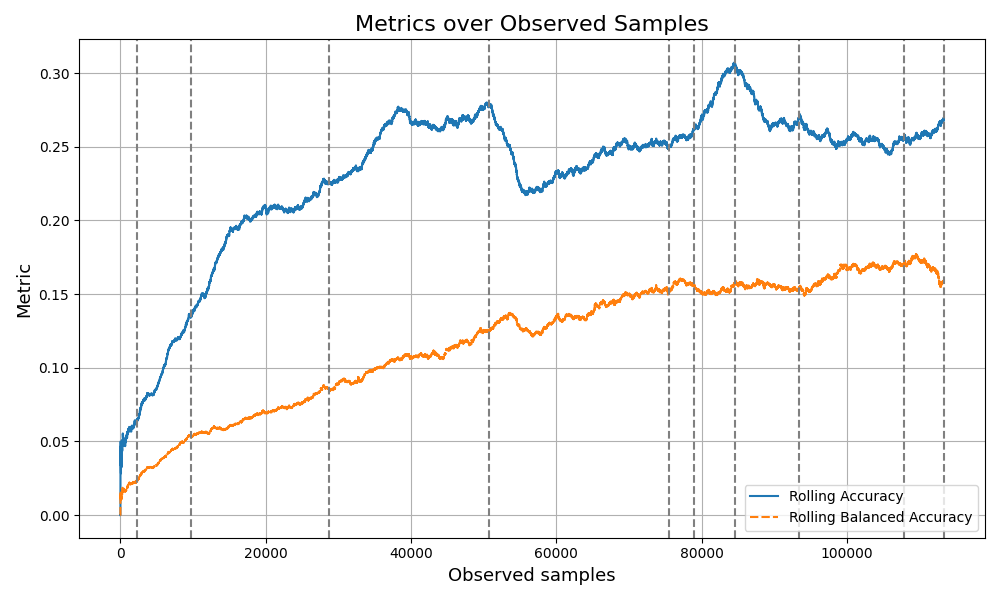 Metrics over Observed Samples
Metric
0.30
0.25
0.20
0.15
0.10
0.05
0.00
0
20000
40000
60000
80000
100000
Observed samples
Rolling Accuracy
Rolling Balanced Accuracy